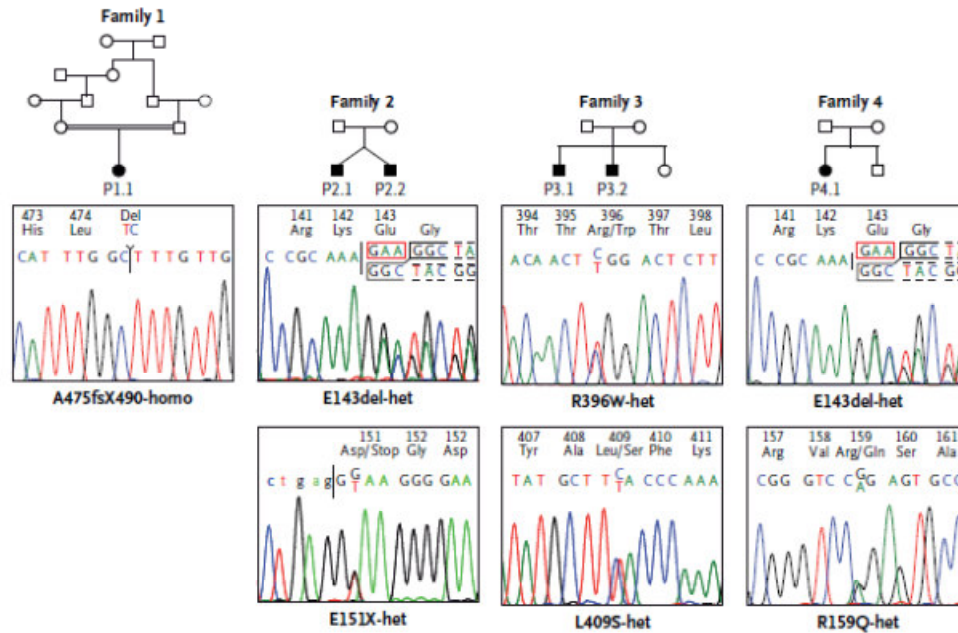 Family 1
P1.1
473 474 Del
His Leu TC
CAT TTG GC TTTGTTG
A475fsX490-homo
Family 2
P2.1 P2.2
141 142 143
Arg Lys Glu Gly
C CGC AAA GAA GGC TA
GGC TAC GG
E143del-het
151 152 152
Asp/Stop Gly Asp
ctgagG G AA GGG GAA
T
E151X-het
Family 3
P3.1 P3.2
394 395 396 397 398
Thr Thr Arg/Trp Thr Leu
ACA ACT C GG ACT CTT
T
R396W-het
407 408 409 410 411
Tyr Ala Leu/Ser Phe Lys
TAT GCT T C A CCC AAA
T
L409S-het
Family 4
P4.1
141 142 143
Arg Lys Glu Gly
C CGC AAA GAA GGC T
GGC TAC
E143del-het
157 158 159 160 161
Arg Val Arg/Gln Ser Ala
CGG GTC C G G AGT GCC
A
R159Q-het